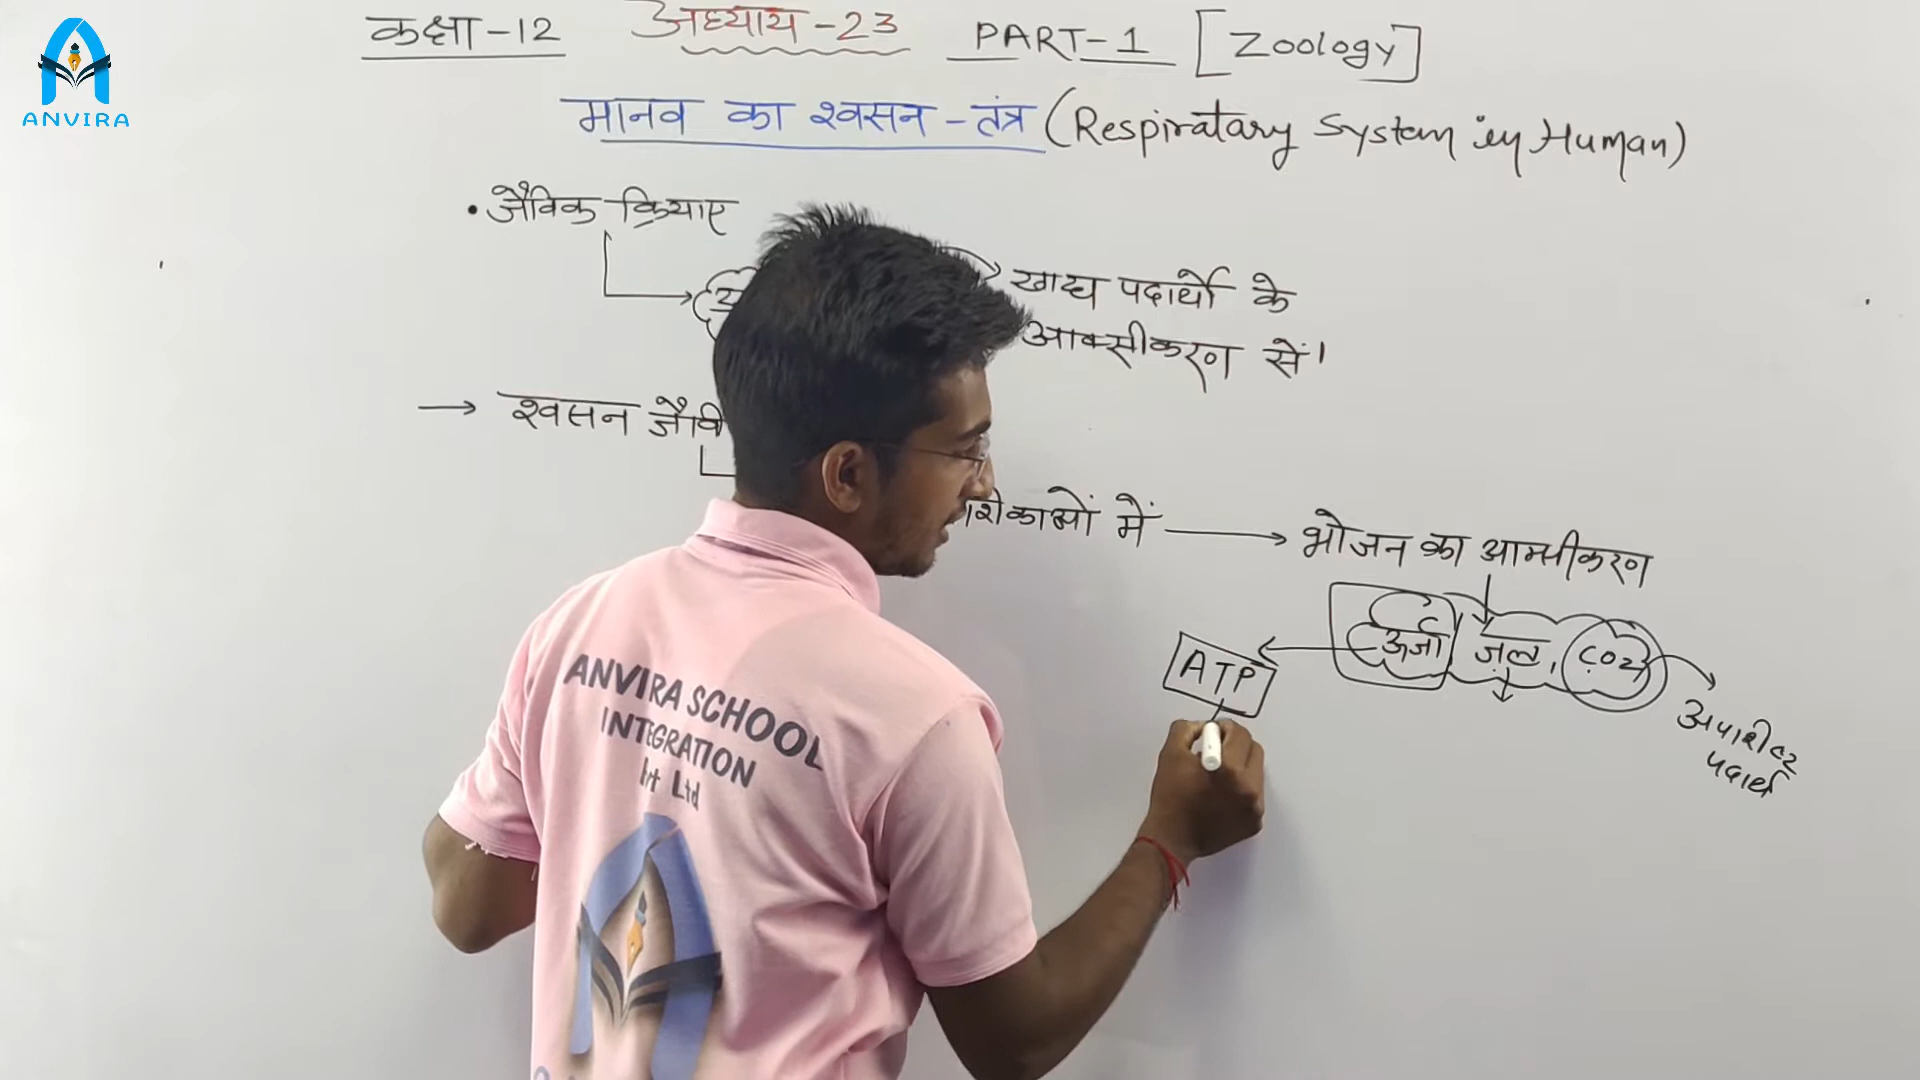 कक्षा -12 अध्याय -23 PART-1 [Zoology]
ANVIRA
मानव का श्वसन - तंत्र (Respiratary System in Human)
• जैविक क्रियाए
खाद्य पदार्थो के
आक्सीकरण से।
→ श्वसन जैवि
शिकाओं में → भोजन का आक्सीकरण
ऊर्जा, जल, CO2
ATP
अपशिष्ट
पदार्थ
ANVIRA SCHOOL
INTEGRATION
Pvt Ltd